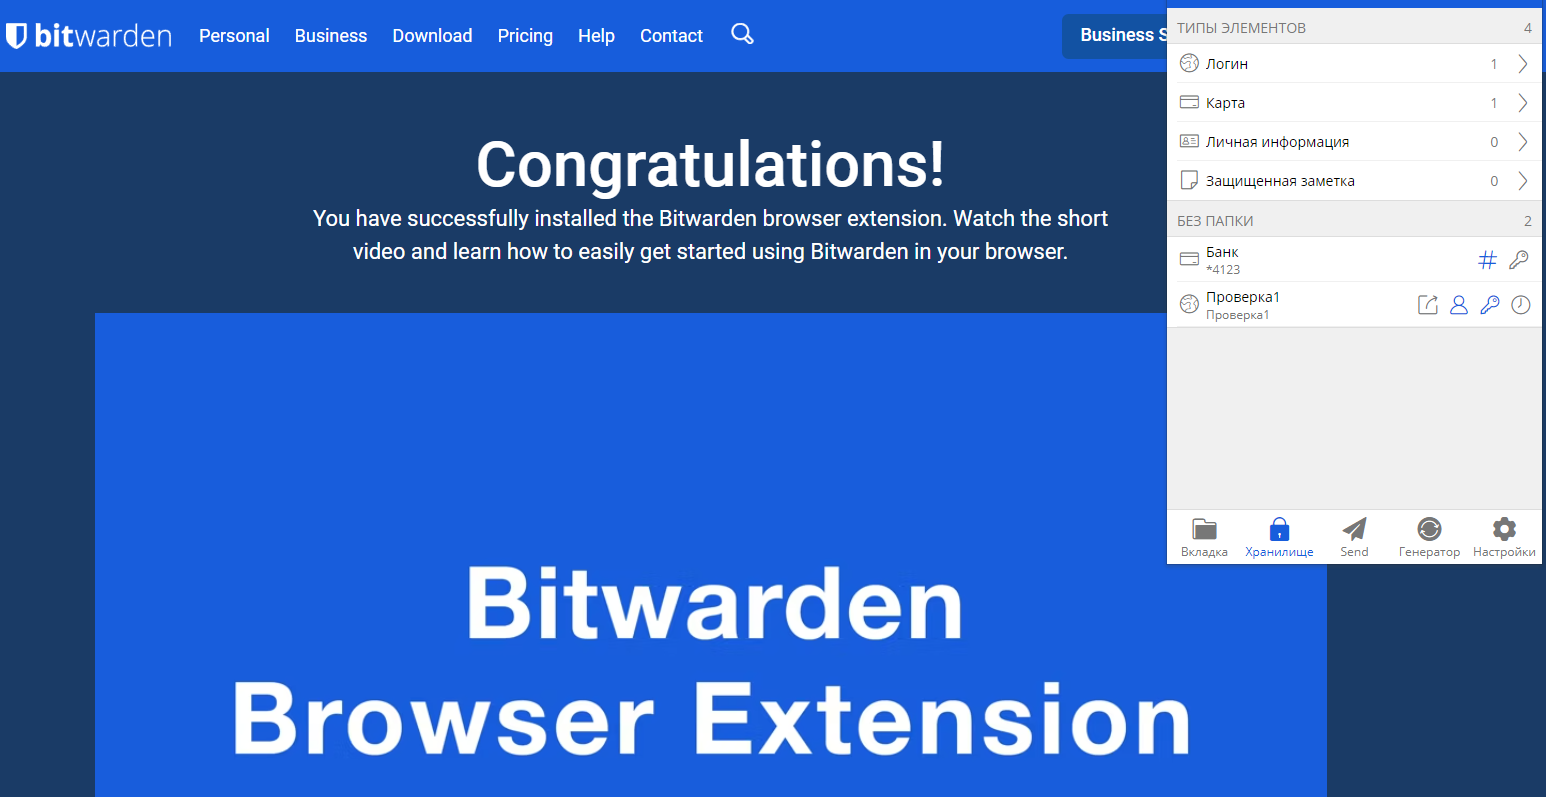 bitwarden Personal Business Download Pricing Help Contact Business S
Congratulations!
You have successfully installed the Bitwarden browser extension. Watch the short
video and learn how to easily get started using Bitwarden in your browser.
Bitwarden
Browser Extension
ТИПЫ ЭЛЕМЕНТОВ 4
Логин 1
Карта 1
Личная информация 0
Защищенная заметка 0
БЕЗ ПАПКИ 2
Банк
*4123
Проверка1
Проверка1
Вкладка Хранилище Send Генератор Настройки